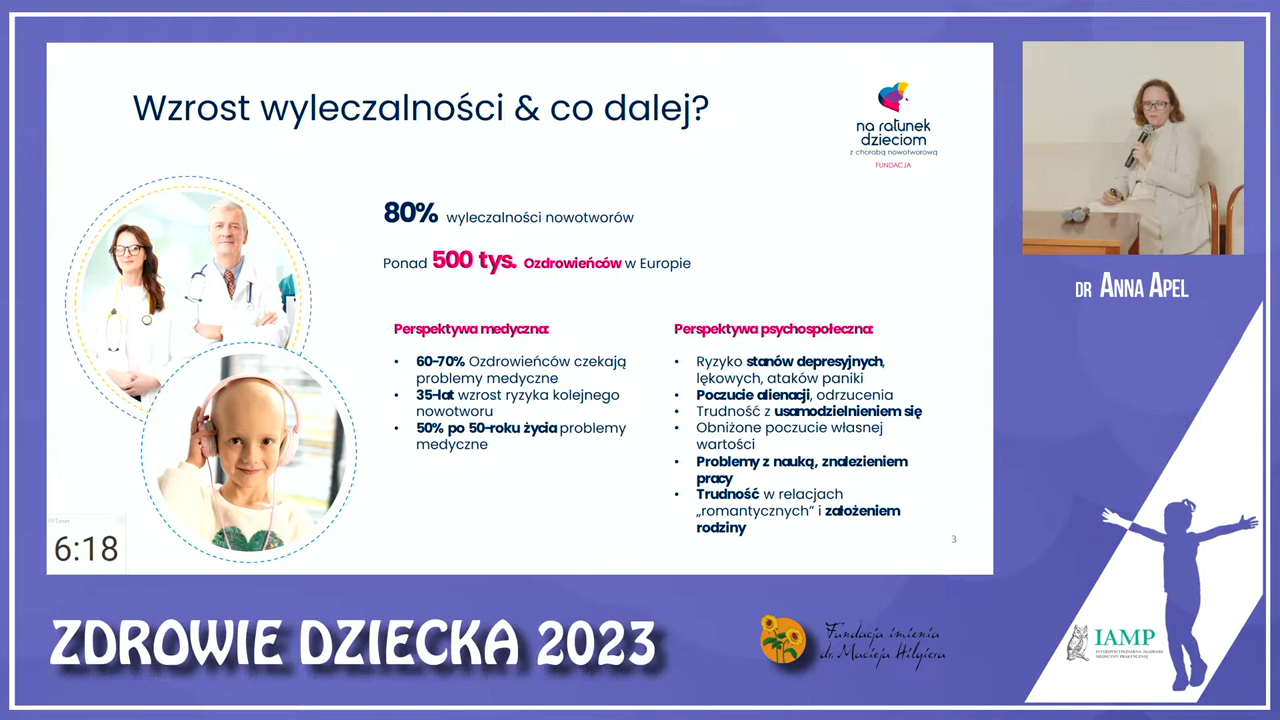 Wzrost wyleczalności & co dalej?
na ratunek
dzieciom
z chorobą nowotworową
FUNDACJA
80% wyleczalności nowotworów
Ponad 500 tys. Ozdrowieńców w Europie
Perspektywa medyczna:
• 60-70% Ozdrowieńców czekają
problemy medyczne
• 35-lat wzrost ryzyka kolejnego
nowotworu
• 50% po 50-roku życia problemy
medyczne
Perspektywa psychospołeczna:
• Ryzyko stanów depresyjnych,
lękowych, ataków paniki
• Poczucie alienacji, odrzucenia
• Trudność z usamodzielnieniem się
• Obniżone poczucie własnej
wartości
• Problemy z nauką, znalezieniem
pracy
• Trudność w relacjach
„romantycznych” i założeniem
rodziny
3
6:18
DR ANNA APEL
ZDROWIE DZIECKA 2023
Fundacja imienia
dr. Macieja Hilgiera
IAMP
INTERDYSCYPLINARNA AKADEMIA
MEDYCYNY PRAKTYCZNEJ